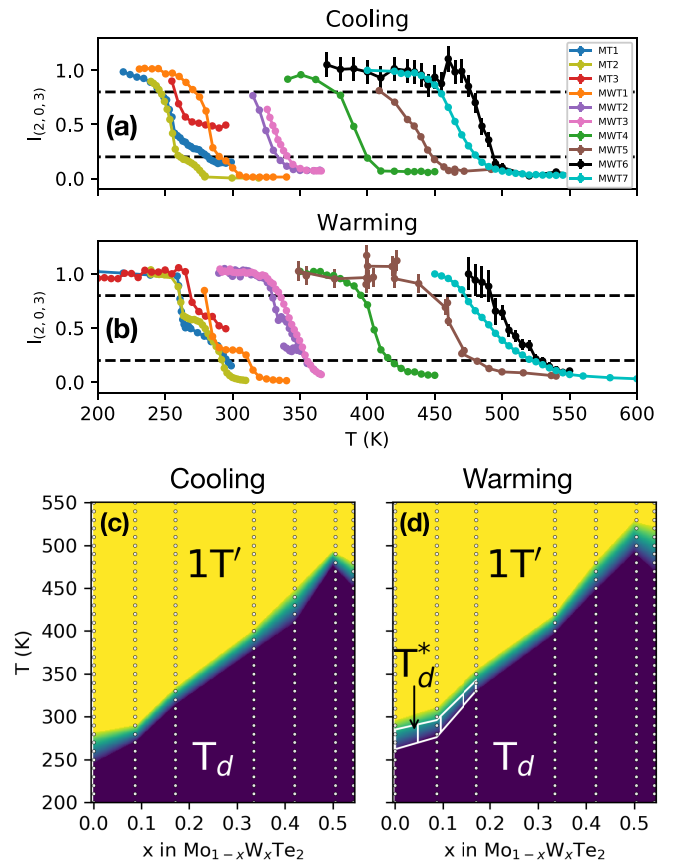 Cooling
I(2, 0, 3)
1.0
0.5
0.0
(a)
MT1
MT2
MT3
MWT1
MWT2
MWT3
MWT4
MWT5
MWT6
MWT7
Warming
I(2, 0, 3)
1.0
0.5
0.0
(b)
200 250 300 350 400 450 500 550 600
T (K)
Cooling Warming
T (K)
550
500
450
400
350
300
250
200
(c)
1T′
T_d
0.0 0.1 0.2 0.3 0.4 0.5
x in Mo₁₋ₓWₓTe₂
(d)
1T′
T_d^*
T_d
0.0 0.1 0.2 0.3 0.4 0.5
x in Mo₁₋ₓWₓTe₂